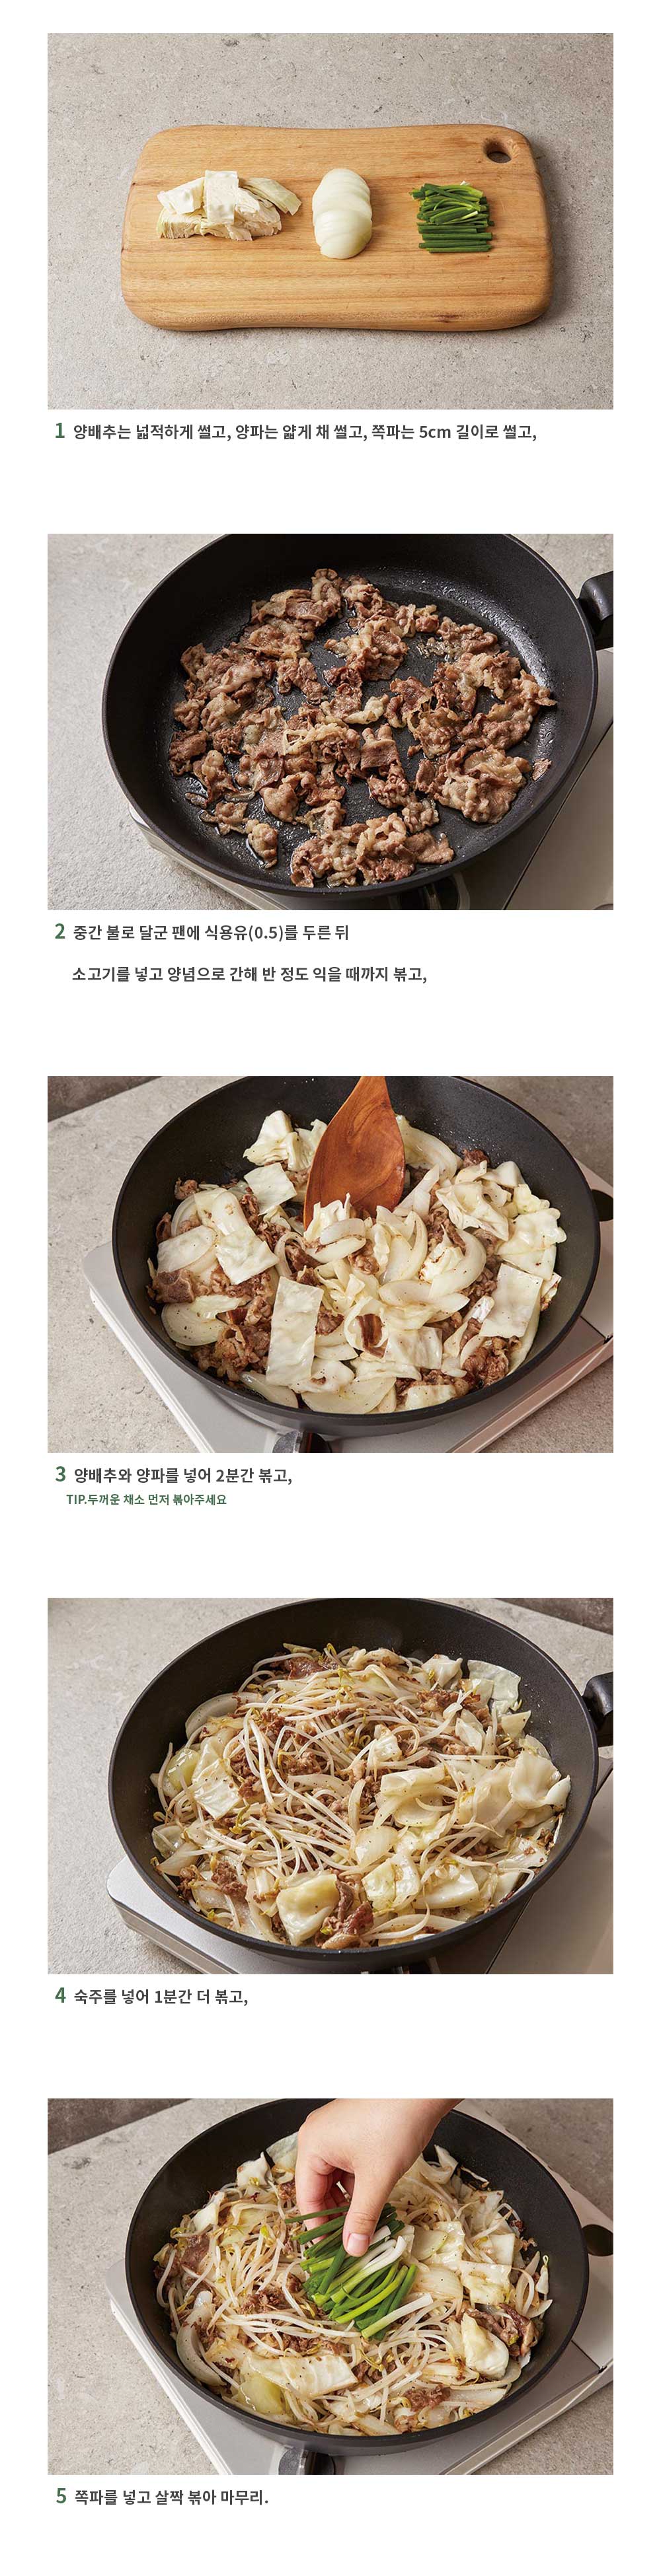 1 양배추는 넓적하게 썰고, 양파는 얇게 채 썰고, 쪽파는 5cm 길이로 썰고,
2 중간 불로 달군 팬에 식용유(0.5)를 두른 뒤
소고기를 넣고 양념으로 간해 반 정도 익을 때까지 볶고,
3 양배추와 양파를 넣어 2분간 볶고,
TIP.두꺼운 채소 먼저 볶아주세요
4 숙주를 넣어 1분간 더 볶고,
5 쪽파를 넣고 살짝 볶아 마무리.